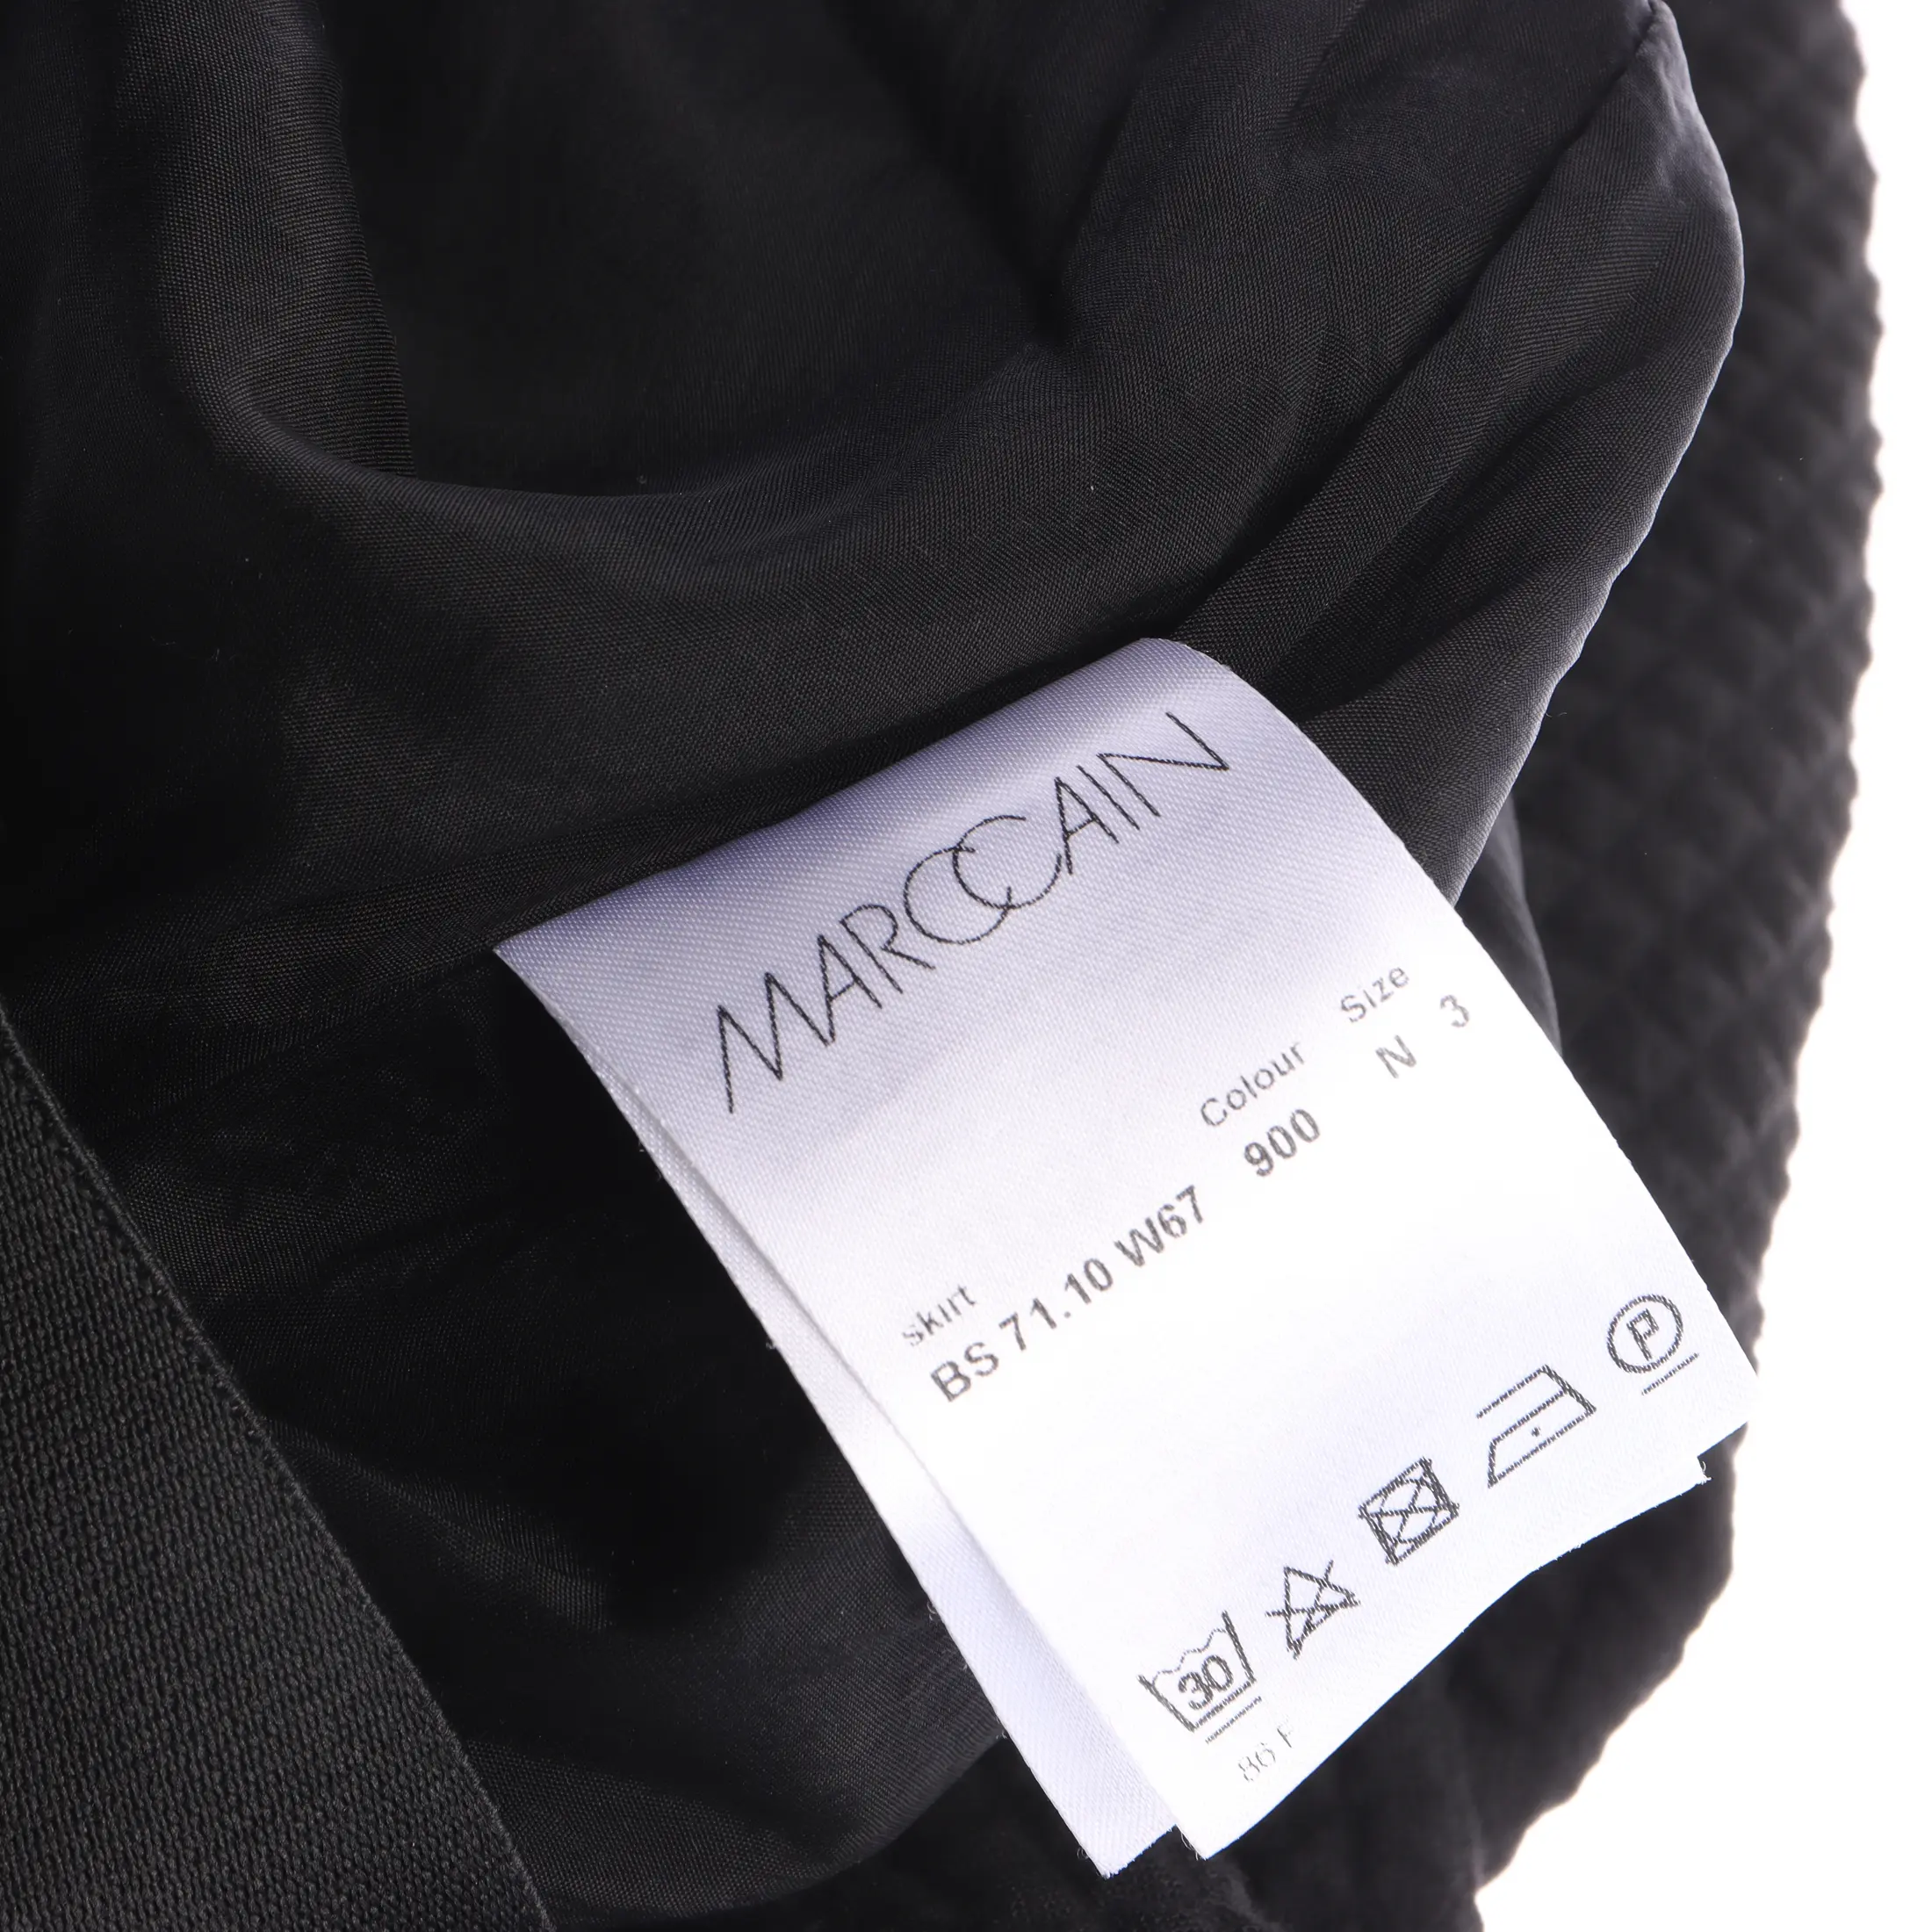 MARCCAIN
Colour Size
skirt
BS 71.10 W67 900 N 3
30
P
86 F